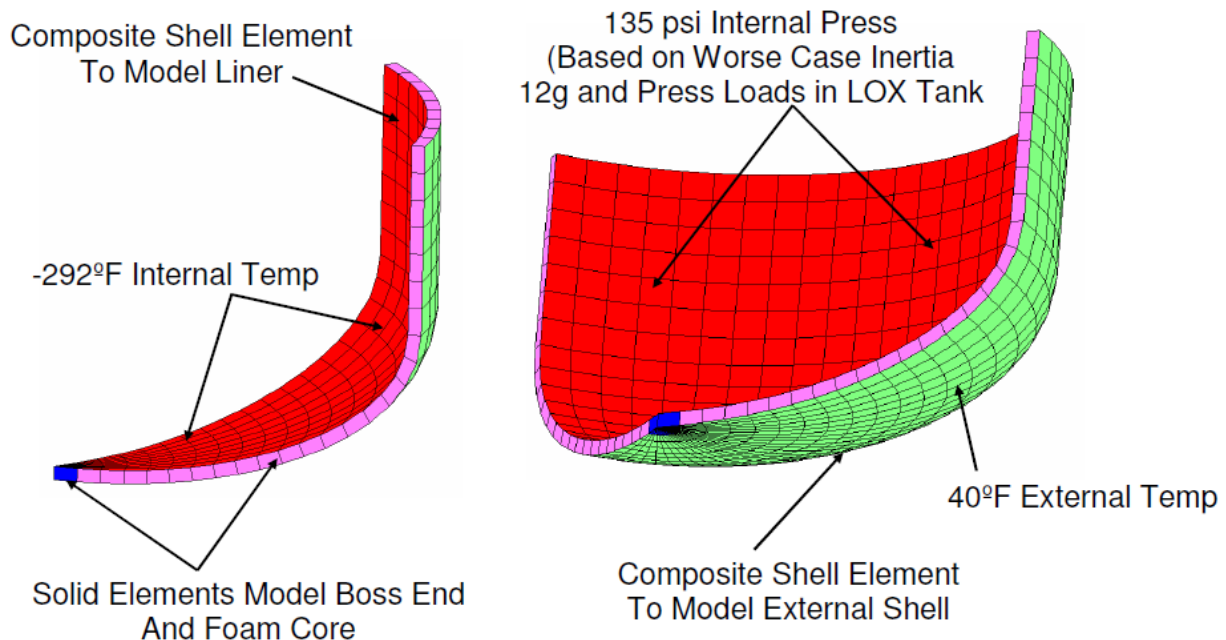 Composite Shell Element
To Model Liner
-292ºF Internal Temp
Solid Elements Model Boss End
And Foam Core
135 psi Internal Press
(Based on Worse Case Inertia
12g and Press Loads in LOX Tank
40ºF External Temp
Composite Shell Element
To Model External Shell